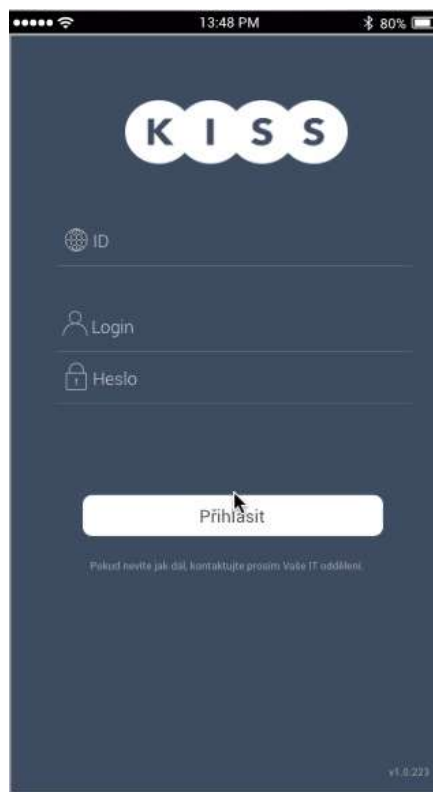 13:48 PM 80%
K I S S
ID
Login
Heslo
Přihlásit
Pokud nevíte jak dál, kontaktujte prosím Vaše IT oddělení.
v1.0.223